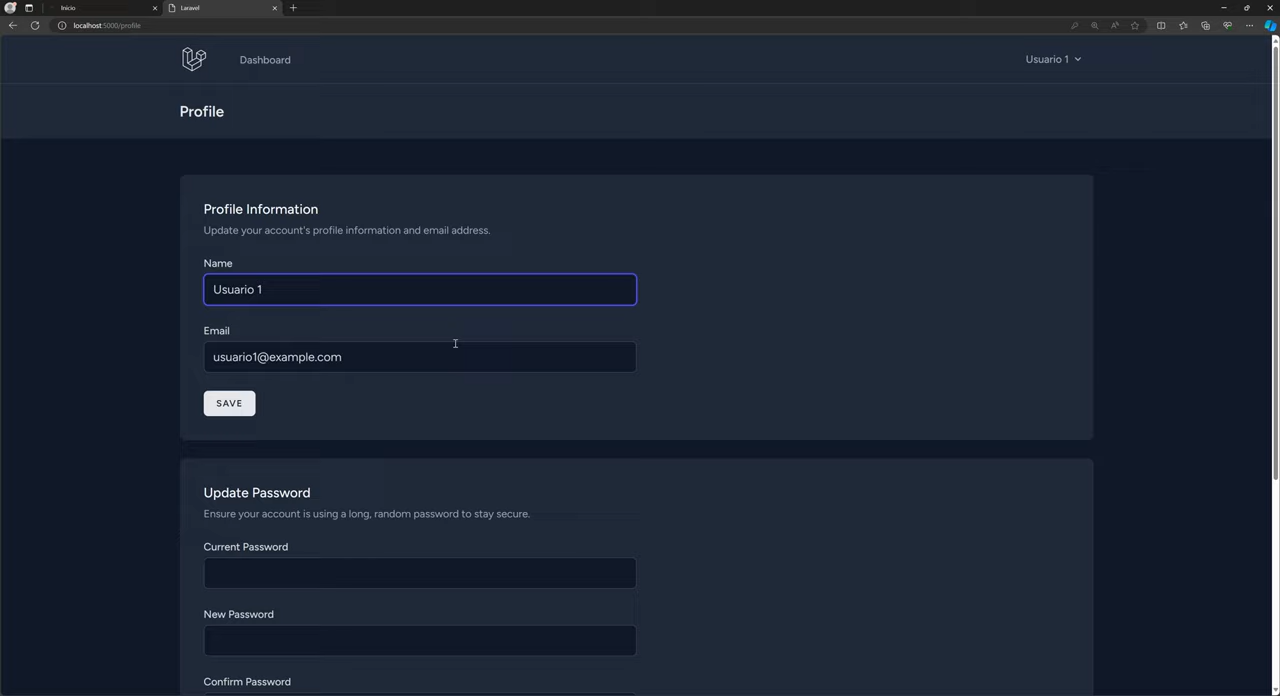 Inicio
Laravel
localhost:5000/profile
Dashboard
Usuario 1
Profile
Profile Information
Update your account's profile information and email address.
Name
Usuario 1
Email
usuario1@example.com
SAVE
Update Password
Ensure your account is using a long, random password to stay secure.
Current Password
New Password
Confirm Password